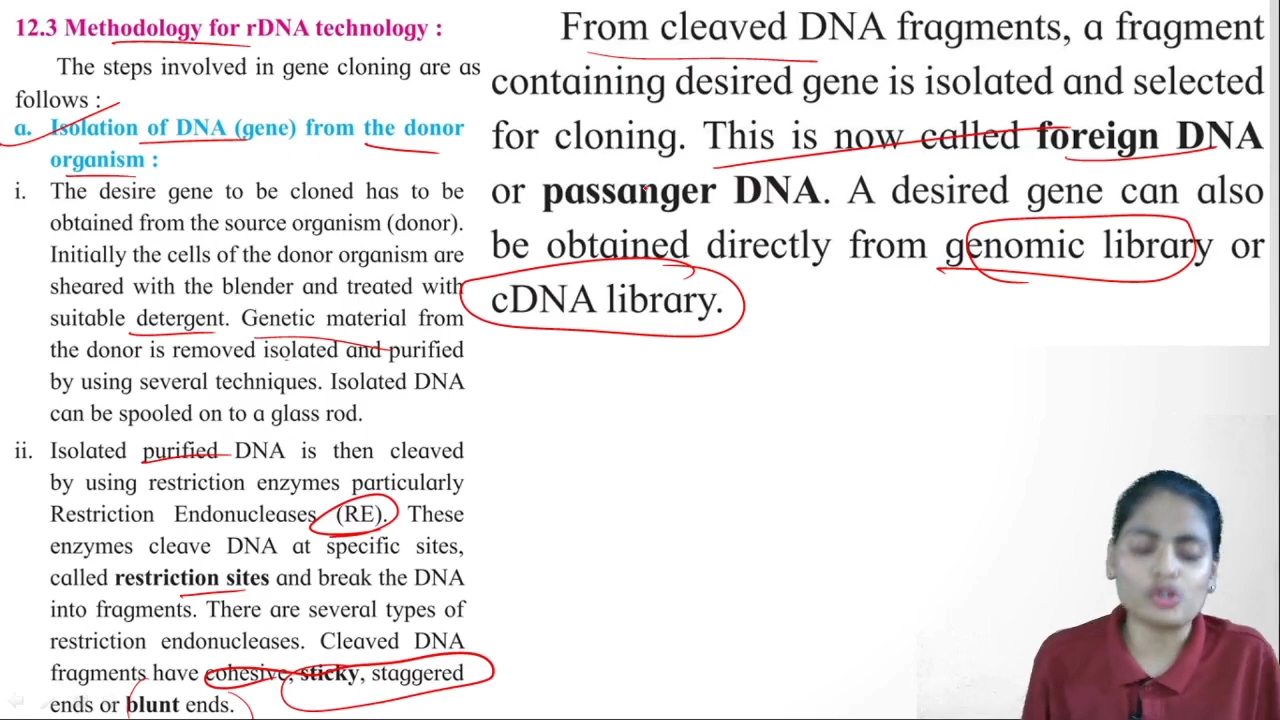 12.3 Methodology for rDNA technology :
The steps involved in gene cloning are as
follows :
a. Isolation of DNA (gene) from the donor
organism :
i. The desire gene to be cloned has to be
obtained from the source organism (donor).
Initially the cells of the donor organism are
sheared with the blender and treated with
suitable detergent. Genetic material from
the donor is removed isolated and purified
by using several techniques. Isolated DNA
can be spooled on to a glass rod.
ii. Isolated purified DNA is then cleaved
by using restriction enzymes particularly
Restriction Endonucleases (RE). These
enzymes cleave DNA at specific sites,
called restriction sites and break the DNA
into fragments. There are several types of
restriction endonucleases. Cleaved DNA
fragments have cohesive, sticky, staggered
ends or blunt ends.
From cleaved DNA fragments, a fragment
containing desired gene is isolated and selected
for cloning. This is now called foreign DNA
or passanger DNA. A desired gene can also
be obtained directly from genomic library or
cDNA library.